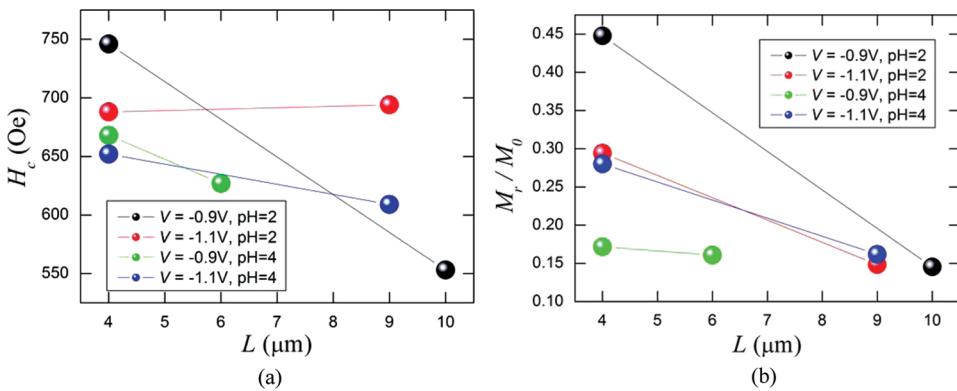 (a)
750
700
650
600
550
H_c (Oe)
V = -0.9V, pH=2
V = -1.1V, pH=2
V = -0.9V, pH=4
V = -1.1V, pH=4
4 5 6 7 8 9 10
L (μm)
(a)
(b)
0.45
0.40
0.35
0.30
0.25
0.20
0.15
0.10
M_r / M_0
V = -0.9V, pH=2
V = -1.1V, pH=2
V = -0.9V, pH=4
V = -1.1V, pH=4
4 5 6 7 8 9 10
L (μm)
(b)